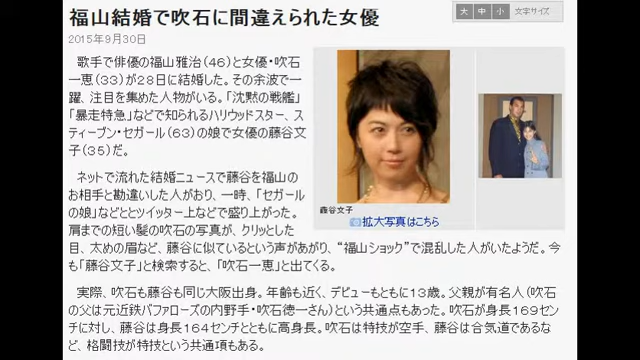 福山結婚で吹石に間違えられた女優
大 中 小 文字サイズ
2015年9月30日
歌手で俳優の福山雅治(46)と女優・吹石
一恵(33)が28日に結婚した。その余波で一
躍、注目を集めた人物がいる。「沈黙の戦艦」
「暴走特急」などで知られるハリウッドスター、ス
ティーブン・セガール(63)の娘で女優の藤谷文
子(35)だ。
ネットで流れた結婚ニュースで藤谷を福山の
お相手と勘違いした人がおり、一時、「セガール
の娘」などとツイッター上などで盛り上がった。
肩までの短い髪の吹石の写真が、クリッとした
目、太めの眉など、藤谷に似ているという声があがり、“福山ショック”で混乱した人がいたようだ。今
も「藤谷文子」と検索すると、「吹石一恵」と出てくる。
藤谷文子
拡大写真はこちら
実際、吹石も藤谷も同じ大阪出身。年齢も近く、デビューもともに13歳。父親が有名人(吹石
の父は元近鉄バファローズの内野手・吹石徳一さん)という共通点もあった。吹石が身長169セン
チに対し、藤谷は身長164センチとともに高身長。吹石は特技が空手、藤谷は合気道であるな
ど、格闘技が特技という共通項もある。